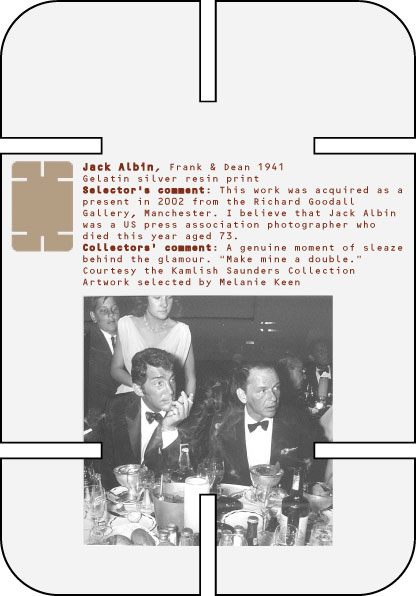 Jack Albin, Frank & Dean 1941
Gelatin silver resin print
Selector's comment: This work was acquired as a
present in 2002 from the Richard Goodall
Gallery, Manchester. I believe that Jack Albin
was a US press association photographer who
died this year aged 73.
Collectors' comment: A genuine moment of sleaze
behind the glamour. "Make mine a double."
Courtesy the Kamlish Saunders Collection
Artwork selected by Melanie Keen